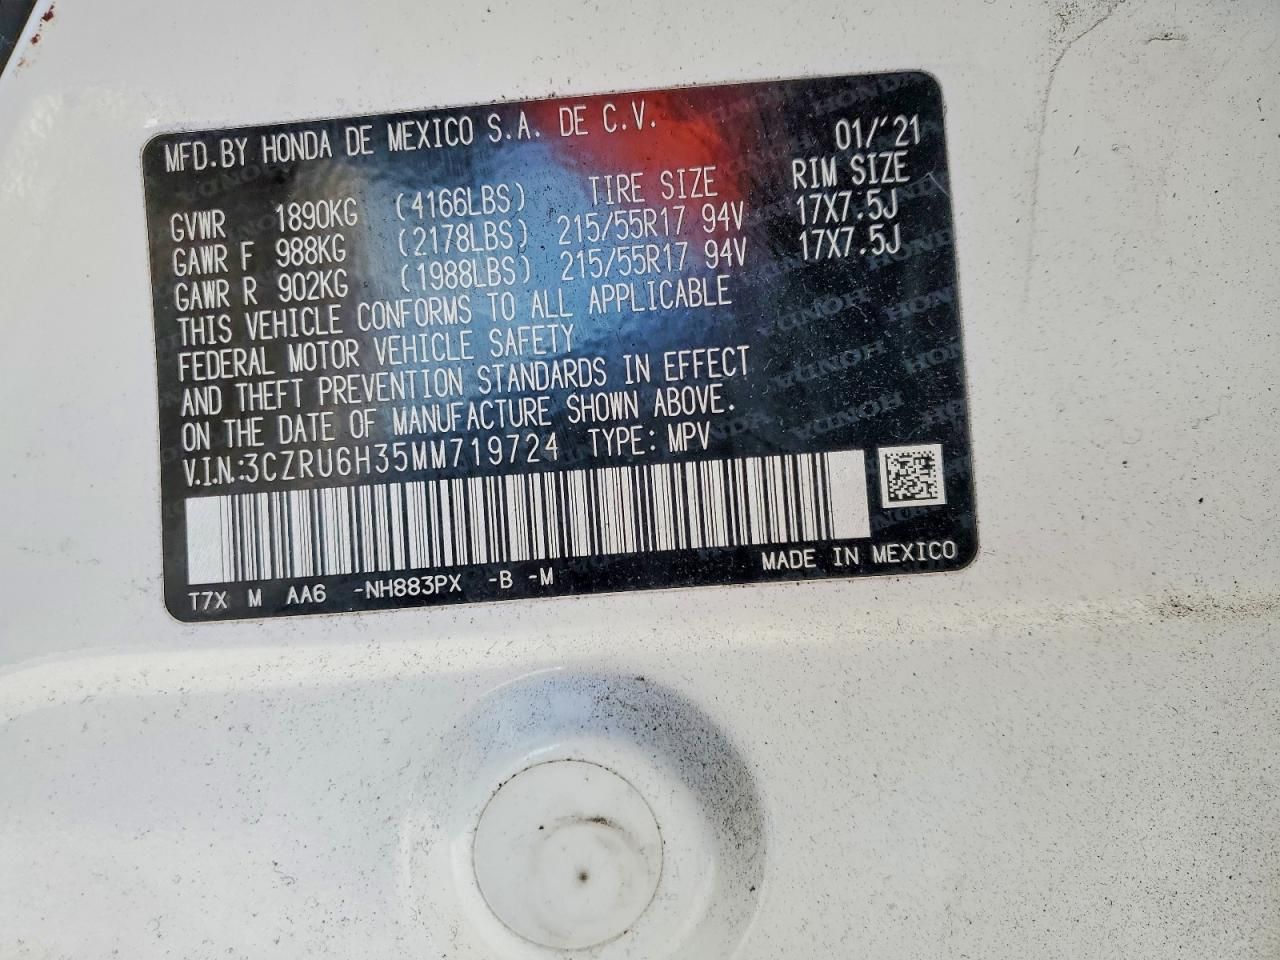 MFD.BY HONDA DE MEXICO S.A. DE C.V. 01/'21
TIRE SIZE RIM SIZE
GVWR 1890KG (4166LBS)
GAWR F 988KG (2178LBS) 215/55R17 94V 17X7.5J
GAWR R 902KG (1988LBS) 215/55R17 94V 17X7.5J
THIS VEHICLE CONFORMS TO ALL APPLICABLE
FEDERAL MOTOR VEHICLE SAFETY
AND THEFT PREVENTION STANDARDS IN EFFECT
ON THE DATE OF MANUFACTURE SHOWN ABOVE.
V.I.N:3CZRU6H35MM719724 TYPE: MPV
MADE IN MEXICO
T7X M AA6 -NH883PX -B -M